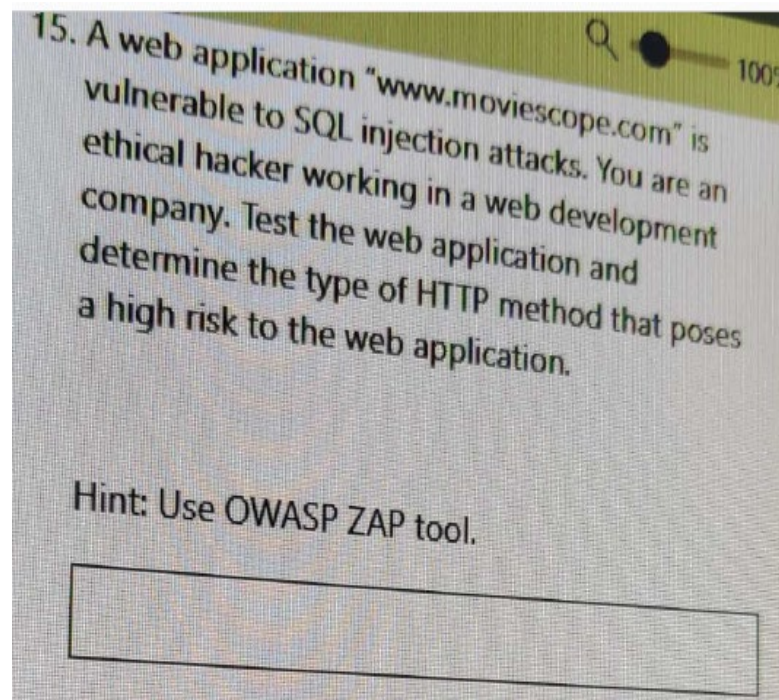 15. A web application “www.moviescope.com” is
vulnerable to SQL injection attacks. You are an
ethical hacker working in a web development
company. Test the web application and
determine the type of HTTP method that poses
a high risk to the web application.
Hint: Use OWASP ZAP tool.